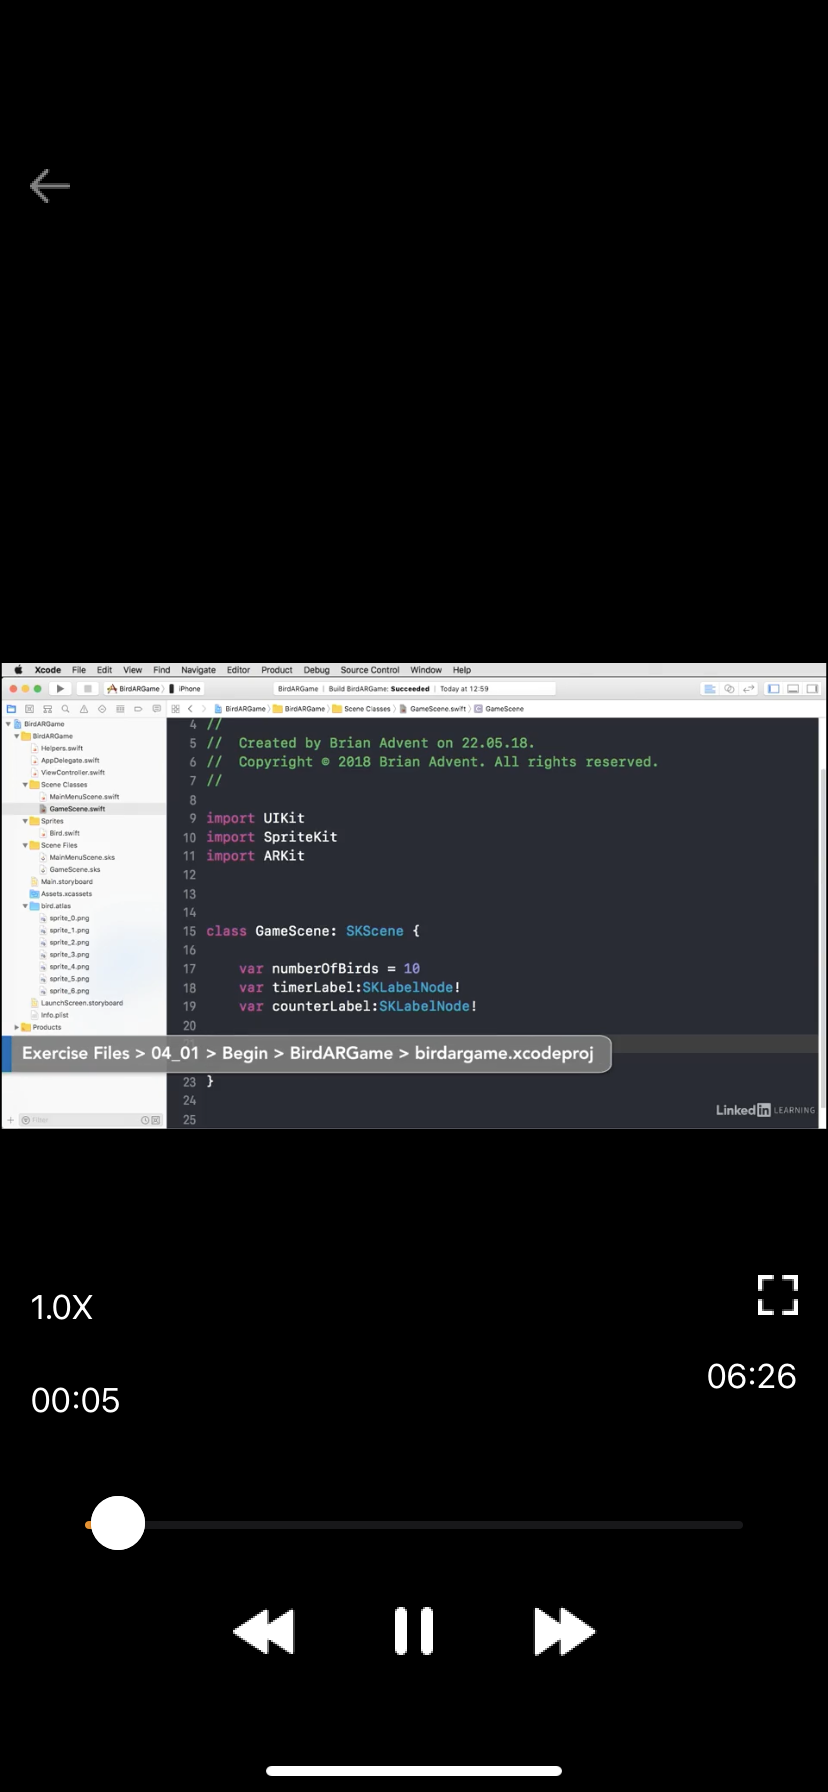 Xcode File Edit View Find Navigate Editor Product Debug Source Control Window Help
BirdARGame iPhone BirdARGame | Build BirdARGame: Succeeded | Today at 12:59
BirdARGame BirdARGame Scene Classes GameScene.swift GameScene
BirdARGame
BirdARGame
Helpers.swift
AppDelegate.swift
ViewController.swift
Scene Classes
MainMenuScene.swift
GameScene.swift
Sprites
Bird.swift
Scene Files
MainMenuScene.sks
GameScene.sks
Main.storyboard
Assets.xcassets
bird.atlas
sprite_0.png
sprite_1.png
sprite_2.png
sprite_3.png
sprite_4.png
sprite_5.png
sprite_6.png
LaunchScreen.storyboard
Info.plist
Products
Filter
4 //
5 // Created by Brian Advent on 22.05.18.
6 // Copyright © 2018 Brian Advent. All rights reserved.
7 //
8
9 import UIKit
10 import SpriteKit
11 import ARKit
12
13
14
15 class GameScene: SKScene {
16
17 var numberOfBirds = 10
18 var timerLabel:SKLabelNode!
19 var counterLabel:SKLabelNode!
20
Exercise Files > 04_01 > Begin > BirdARGame > birdargame.xcodeproj
23 }
24
25
Linked in LEARNING
1.0X
06:26
00:05